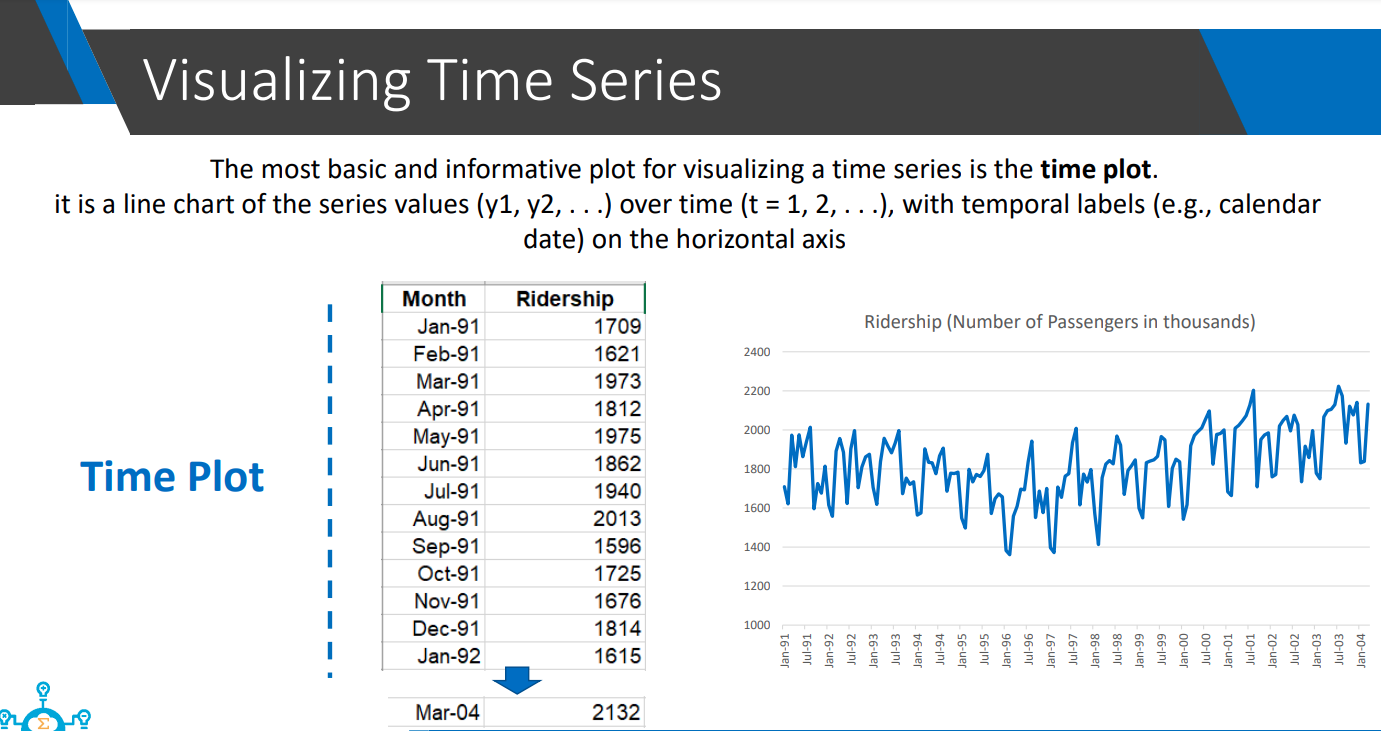 Visualizing Time Series
The most basic and informative plot for visualizing a time series is the time plot.
it is a line chart of the series values (y1, y2, . . .) over time (t = 1, 2, . . .), with temporal labels (e.g., calendar
date) on the horizontal axis
Time Plot
Month Ridership
Jan-91 1709
Feb-91 1621
Mar-91 1973
Apr-91 1812
May-91 1975
Jun-91 1862
Jul-91 1940
Aug-91 2013
Sep-91 1596
Oct-91 1725
Nov-91 1676
Dec-91 1814
Jan-92 1615
Mar-04 2132
Ridership (Number of Passengers in thousands)
2400
2200
2000
1800
1600
1400
1200
1000
Jan-91
Jul-91
Jan-92
Jul-92
Jan-93
Jul-93
Jan-94
Jul-94
Jan-95
Jul-95
Jan-96
Jul-96
Jan-97
Jul-97
Jan-98
Jul-98
Jan-99
Jul-99
Jan-00
Jul-00
Jan-01
Jul-01
Jan-02
Jul-02
Jan-03
Jul-03
Jan-04
Σ